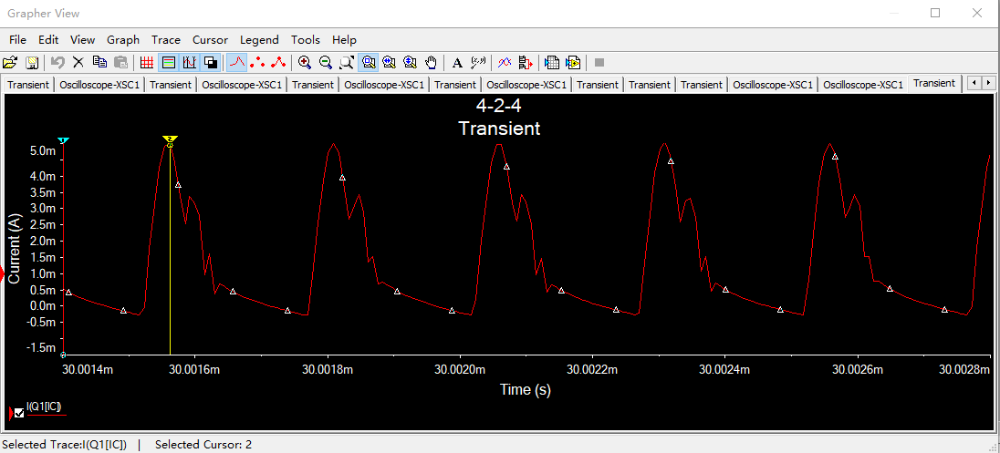 Grapher View
File Edit View Graph Trace Cursor Legend Tools Help
A
Transient Oscilloscope-XSC1 Transient Oscilloscope-XSC1 Transient Oscilloscope-XSC1 Transient Oscilloscope-XSC1 Transient Transient Transient Oscilloscope-XSC1 Oscilloscope-XSC1 Transient
4-2-4
Transient
1
2
Current (A)
5.0m
4.0m
3.5m
3.0m
2.5m
2.0m
1.5m
1.0m
0.5m
0.0m
-0.5m
-1.5m
30.0014m 30.0016m 30.0018m 30.0020m 30.0022m 30.0024m 30.0026m 30.0028m
Time (s)
I(Q1[IC])
Selected Trace:I(Q1[IC]) | Selected Cursor: 2